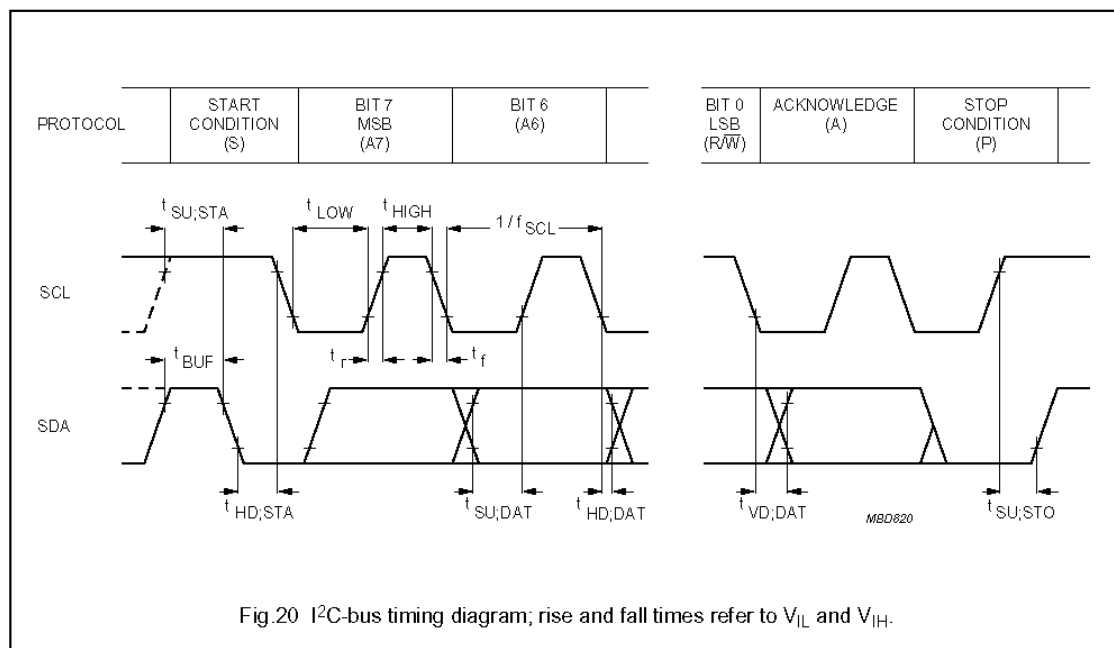 PROTOCOL
START
CONDITION
(S)
BIT 7
MSB
(A7)
BIT 6
(A6)
BIT 0
LSB
(R/W̅)
ACKNOWLEDGE
(A)
STOP
CONDITION
(P)
t SU;STA
t LOW
t HIGH
1 / f SCL
SCL
t BUF
t r
t f
SDA
t HD;STA
t SU;DAT
t HD;DAT
t VD;DAT
MBD820
t SU;STO
Fig.20 I²C-bus timing diagram; rise and fall times refer to VIL and VIH.